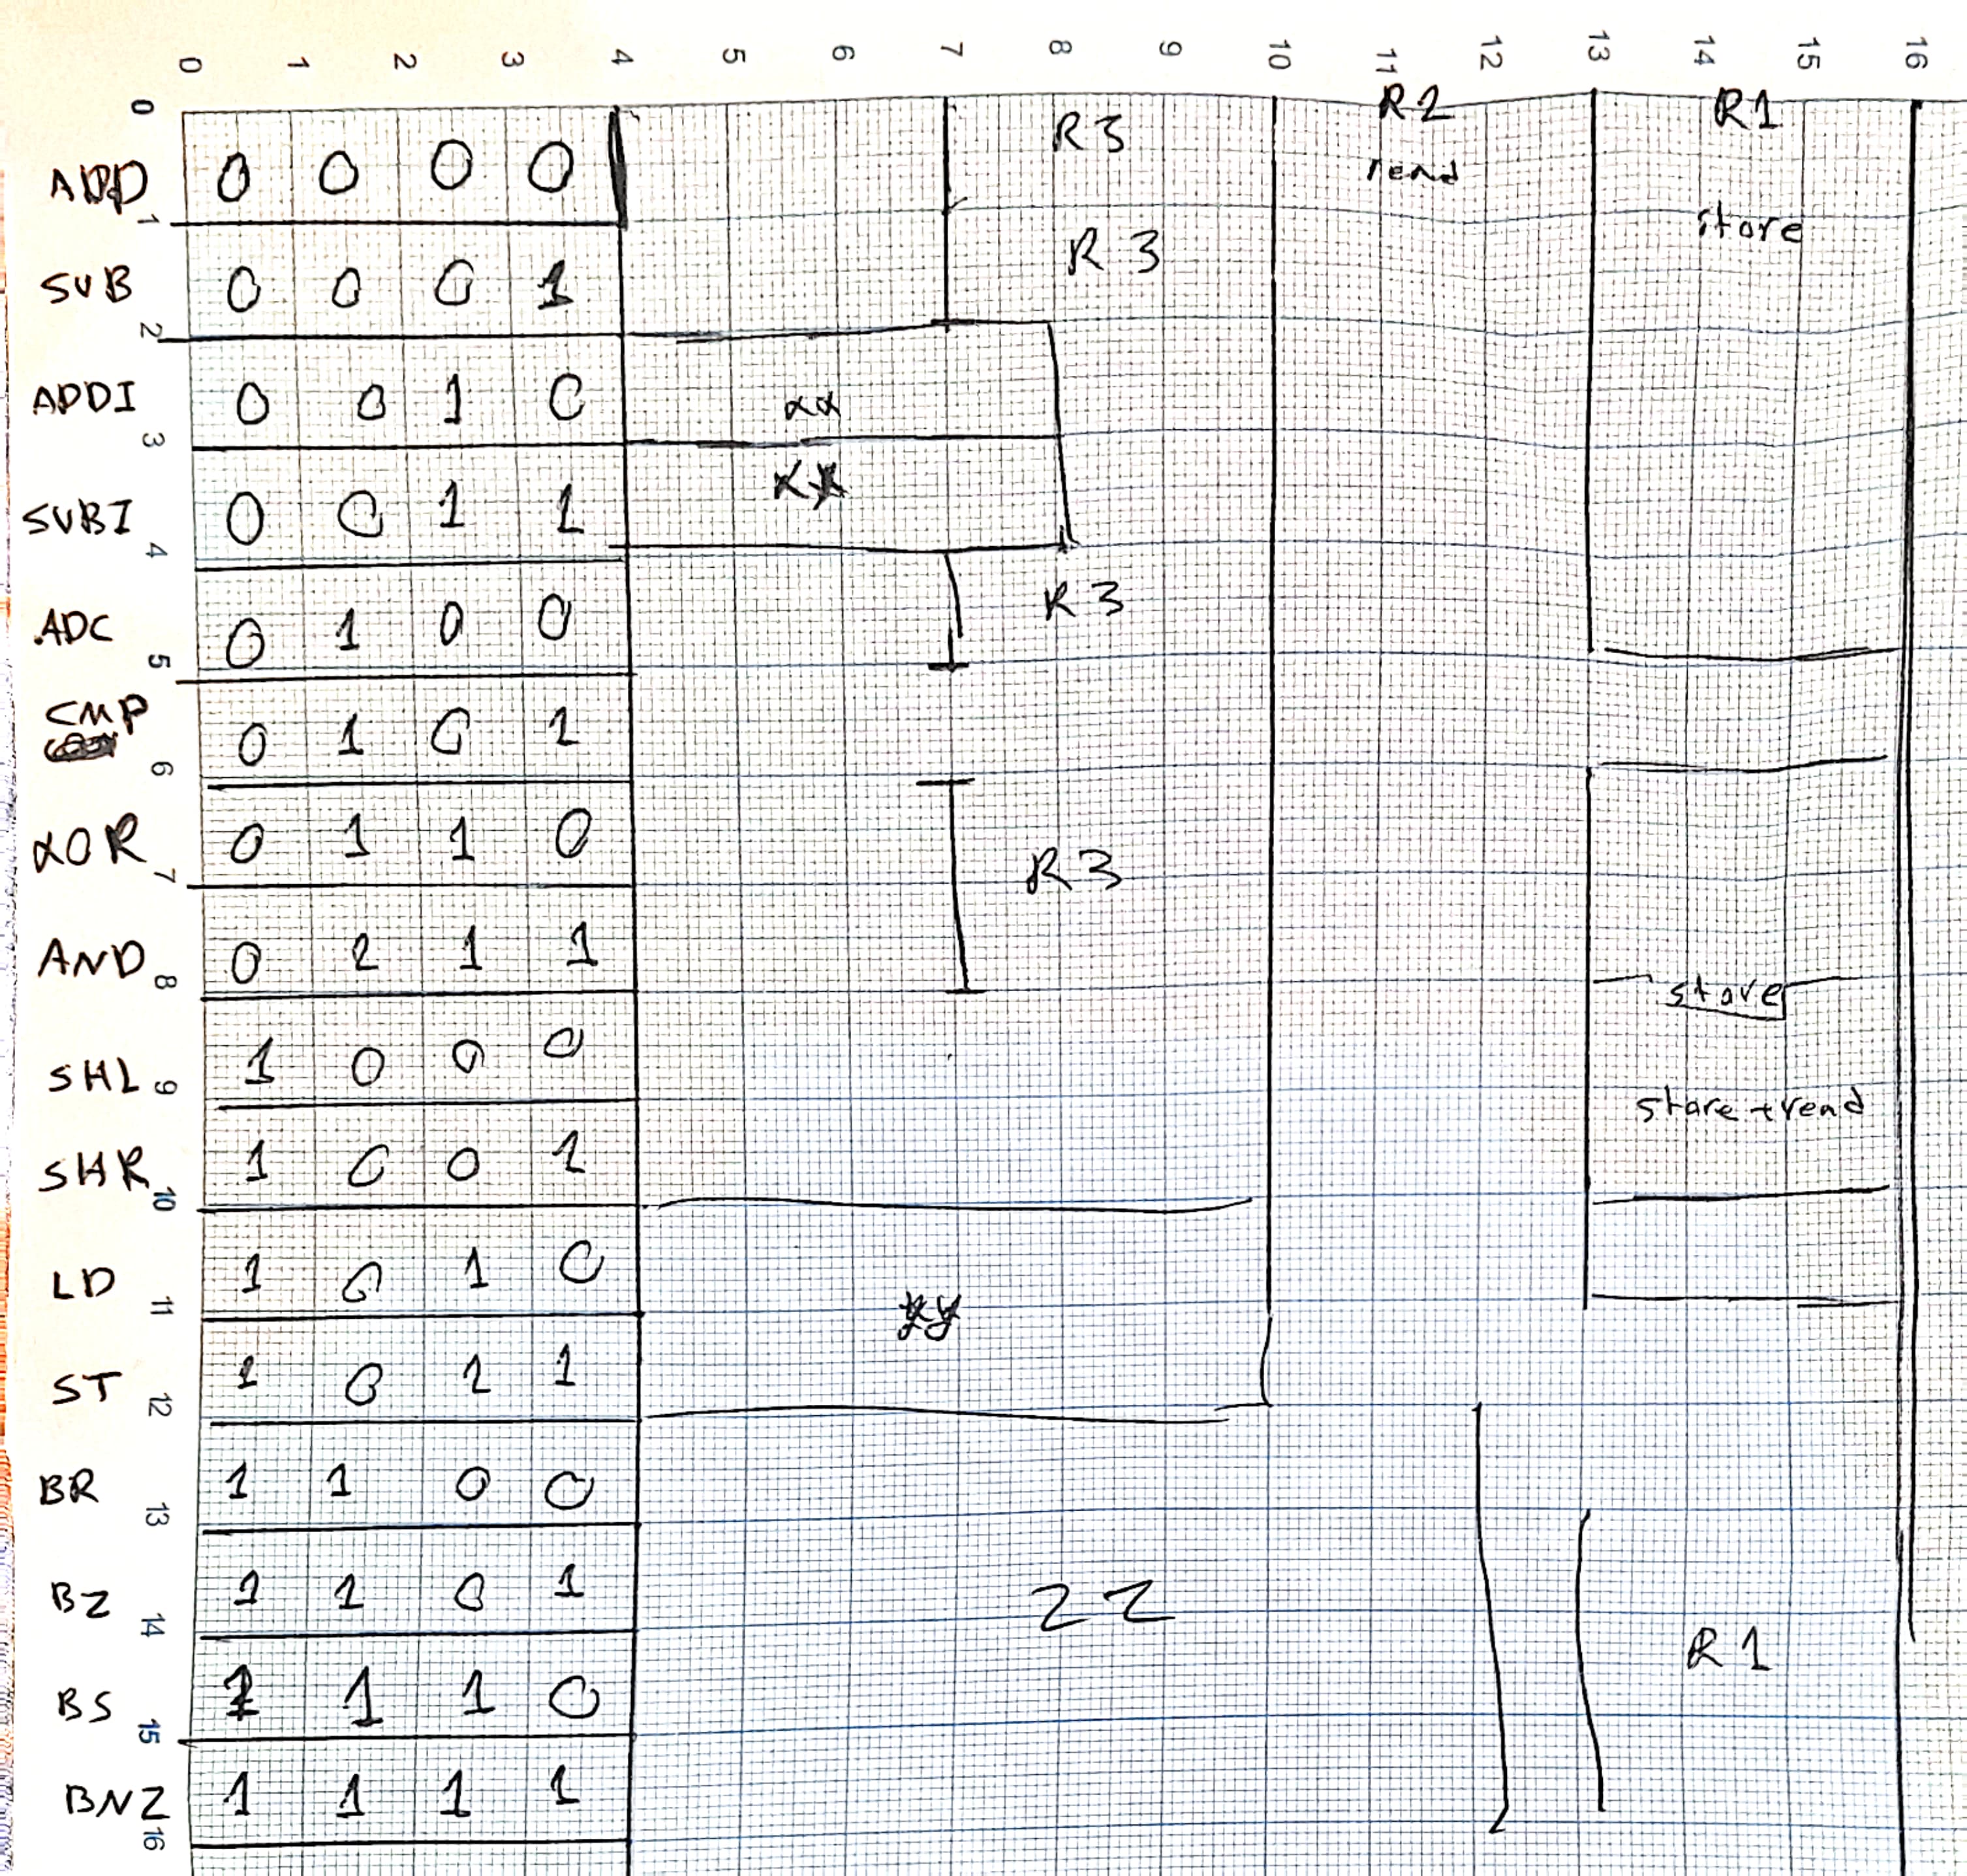 0 1 2 3 4 5 6 7 8 9 10 11 12 13 14 15 16
0
R3 R2 R1
ADD 0 0 0 0 read
1 store
SUB 0 0 0 1 R3
2
ADDI 0 0 1 0 xx
3
SUBI 0 0 1 1
4
ADC 0 1 0 0 R3
5
CMP 0 1 0 1
6
XOR 0 1 1 0 R3
7
AND 0 1 1 1
8 store
SHL 1 0 0 0
9 store + read
SHR 1 0 0 1
10
LD 1 0 1 0
11 yy
ST 1 0 1 1
12
BR 1 1 0 0
13
BZ 1 1 0 1 ZZ
14 R1
BS 1 1 1 0
15
BNZ 1 1 1 1
16